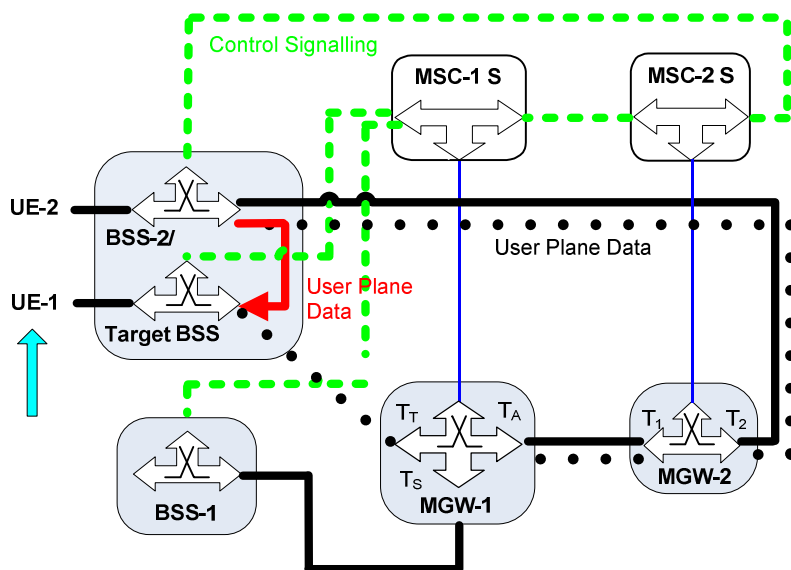 Control Signalling
MSC-1 S
MSC-2 S
UE-2
BSS-2/
User Plane Data
User Plane
Data
UE-1
Target BSS
T_T
T_A
T_1
T_2
T_S
MGW-2
MGW-1
BSS-1